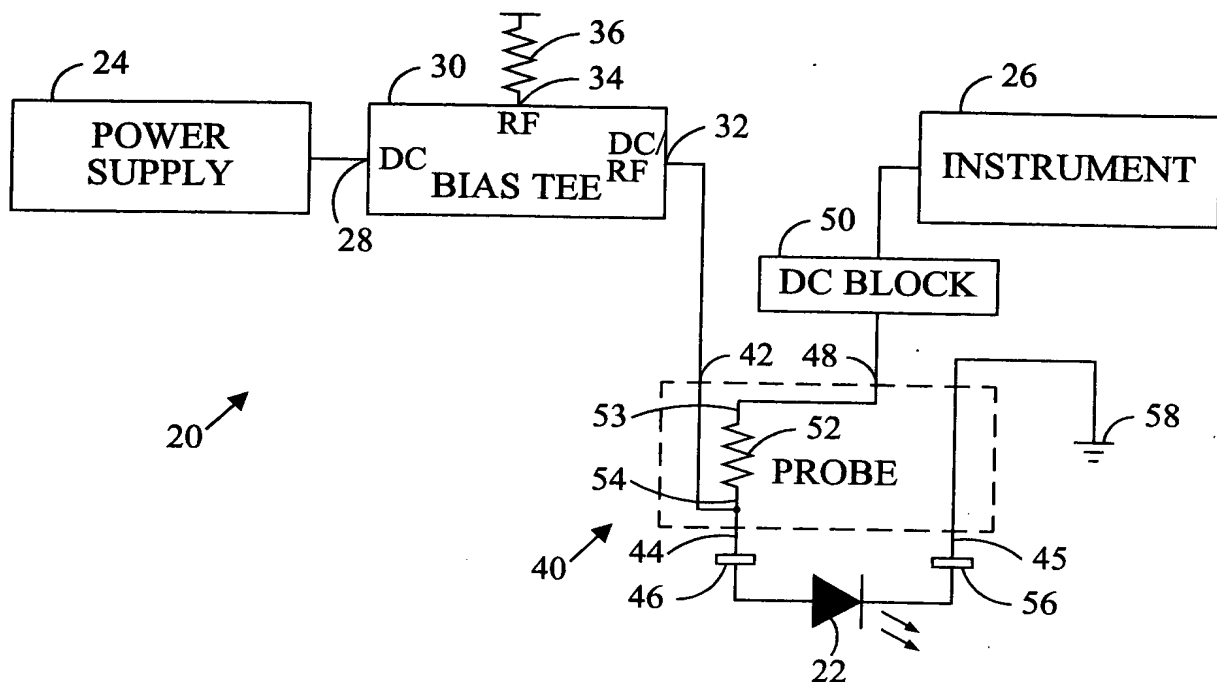 36
24
30
34
26
POWER
SUPPLY
RF
DC/
RF
32
DC
BIAS TEE
INSTRUMENT
28
50
DC BLOCK
42
48
53
52
58
20
PROBE
54
44
45
40
46
56
22